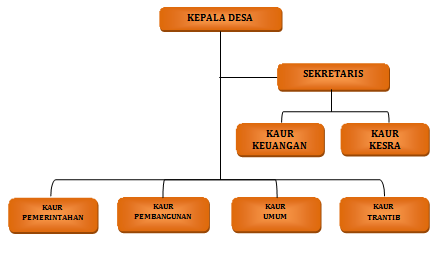 KEPALA DESA
SEKRETARIS
KAUR
KEUANGAN
KAUR
KESRA
KAUR
PEMERINTAHAN
KAUR
PEMBANGUNAN
KAUR
UMUM
KAUR
TRANTIB